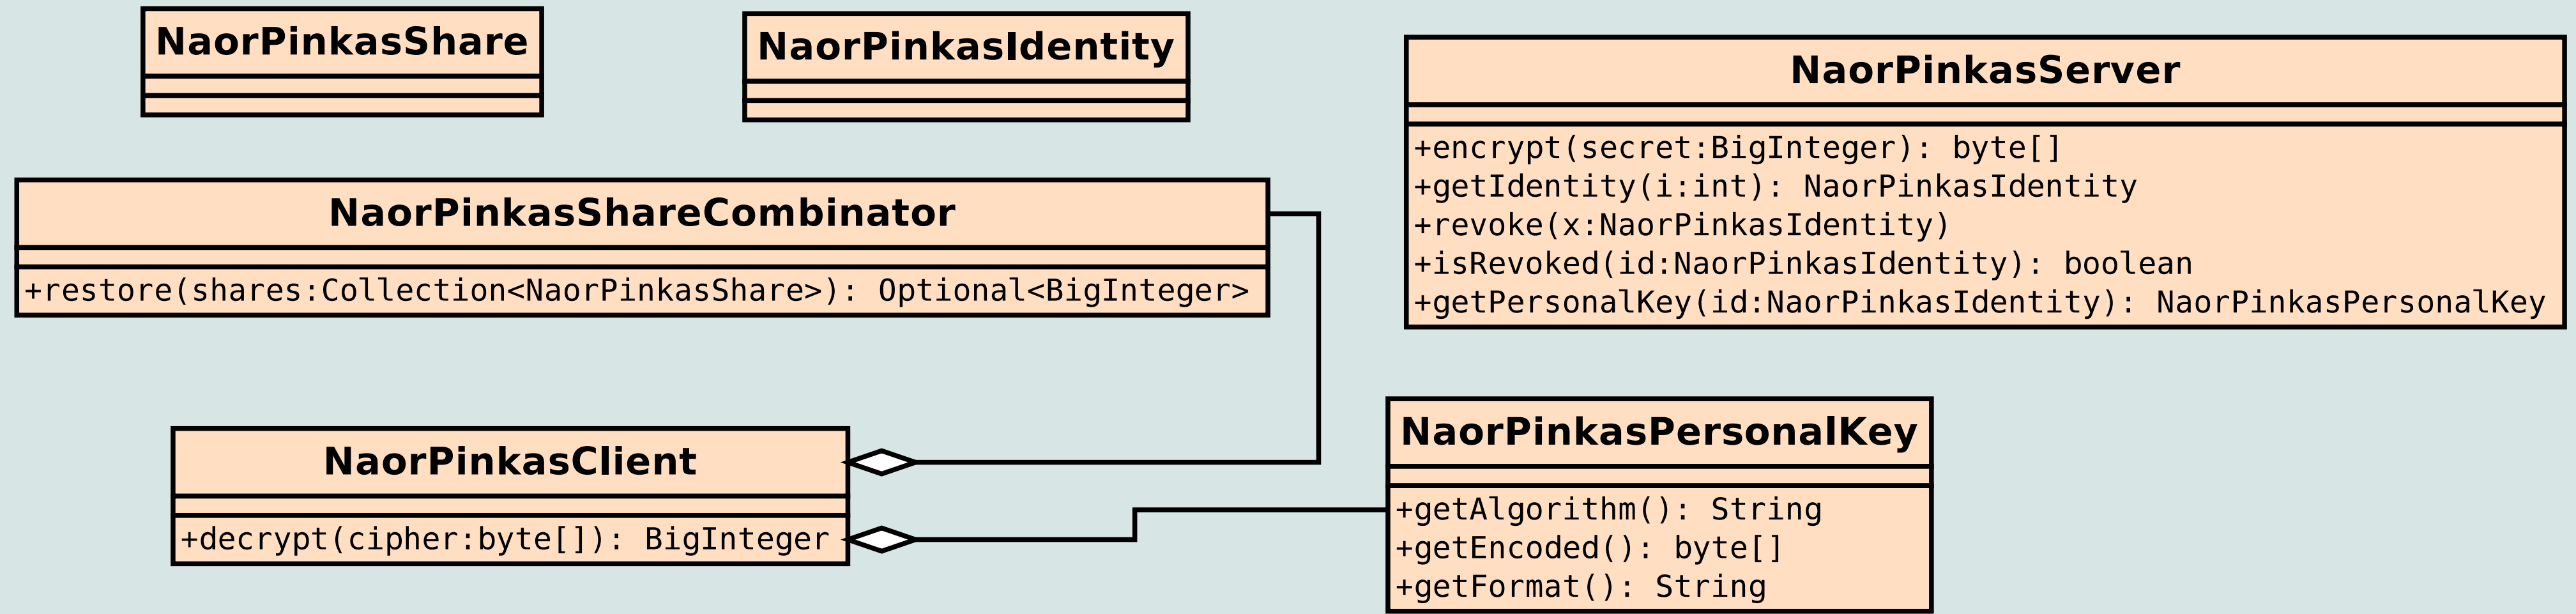 NaorPinkasShare
NaorPinkasIdentity
NaorPinkasServer
+encrypt(secret:BigInteger): byte[]
+getIdentity(i:int): NaorPinkasIdentity
+revoke(x:NaorPinkasIdentity)
+isRevoked(id:NaorPinkasIdentity): boolean
+getPersonalKey(id:NaorPinkasIdentity): NaorPinkasPersonalKey
NaorPinkasShareCombinator
+restore(shares:Collection<NaorPinkasShare>): Optional<BigInteger>
NaorPinkasClient
+decrypt(cipher:byte[]): BigInteger
NaorPinkasPersonalKey
+getAlgorithm(): String
+getEncoded(): byte[]
+getFormat(): String